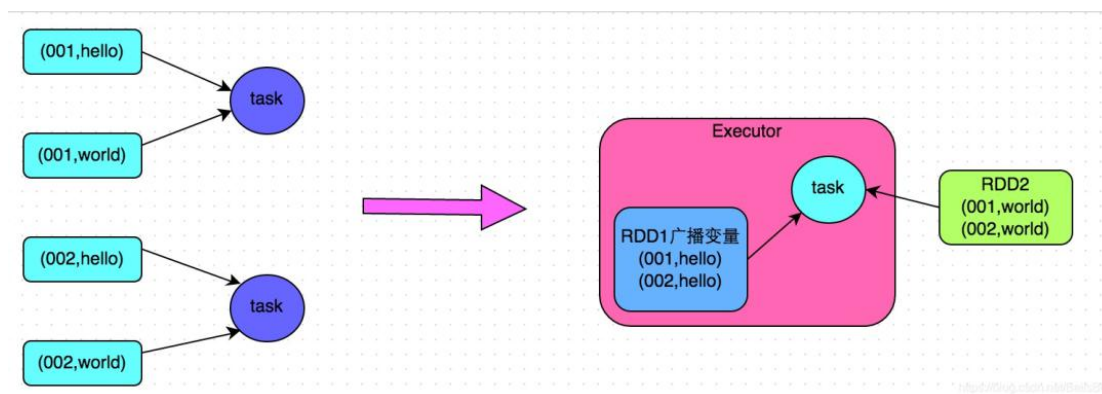 (001,hello)
task
(001,world)
(002,hello)
task
(002,world)
Executor
task
RDD1广播变量
(001,hello)
(002,hello)
RDD2
(001,world)
(002,world)